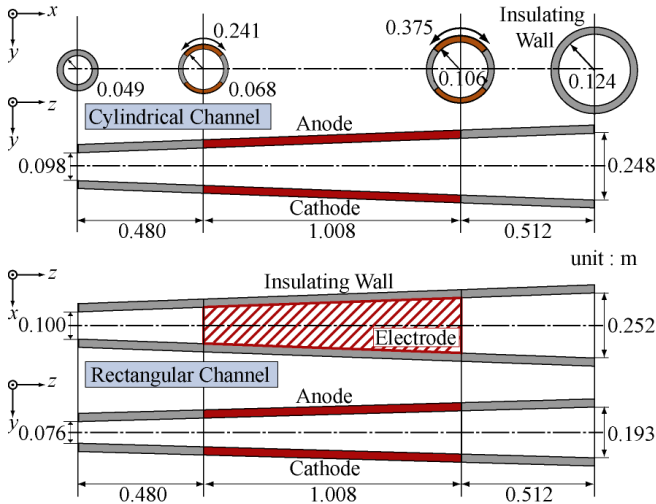 x
y
0.049
0.241
0.068
0.375
0.106
Insulating
Wall
0.124
z
y
Cylindrical Channel
Anode
0.098
0.248
Cathode
0.480
1.008
0.512
unit : m
z
x
Insulating Wall
0.100
Electrode
0.252
Rectangular Channel
z
y
Anode
0.076
0.193
Cathode
0.480
1.008
0.512